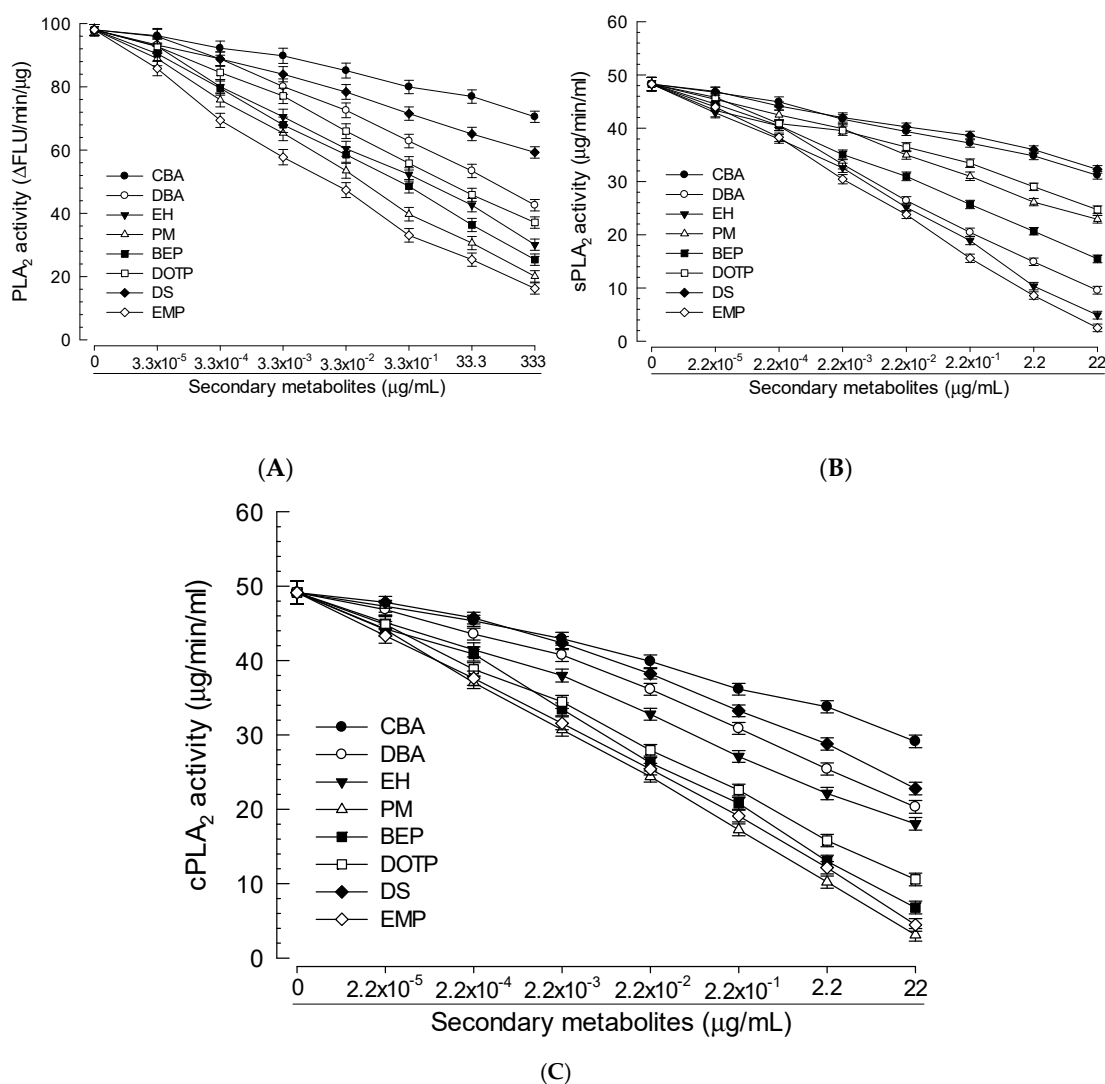 PLA₂ activity (ΔFLU/min/μg)
100
80
60
40
20
0
CBA
DBA
EH
PM
BEP
DOTP
DS
EMP
0 3.3x10⁻⁵ 3.3x10⁻⁴ 3.3x10⁻³ 3.3x10⁻² 3.3x10⁻¹ 33.3 333
Secondary metabolites (μg/mL)
(A)
sPLA₂ activity (μg/min/ml)
60
50
40
30
20
10
0
CBA
DBA
EH
PM
BEP
DOTP
DS
EMP
0 2.2x10⁻⁵ 2.2x10⁻⁴ 2.2x10⁻³ 2.2x10⁻² 2.2x10⁻¹ 2.2 22
Secondary metabolites (μg/mL)
(B)
cPLA₂ activity (μg/min/ml)
60
50
40
30
20
10
0
CBA
DBA
EH
PM
BEP
DOTP
DS
EMP
0 2.2x10⁻⁵ 2.2x10⁻⁴ 2.2x10⁻³ 2.2x10⁻² 2.2x10⁻¹ 2.2 22
Secondary metabolites (μg/mL)
(C)